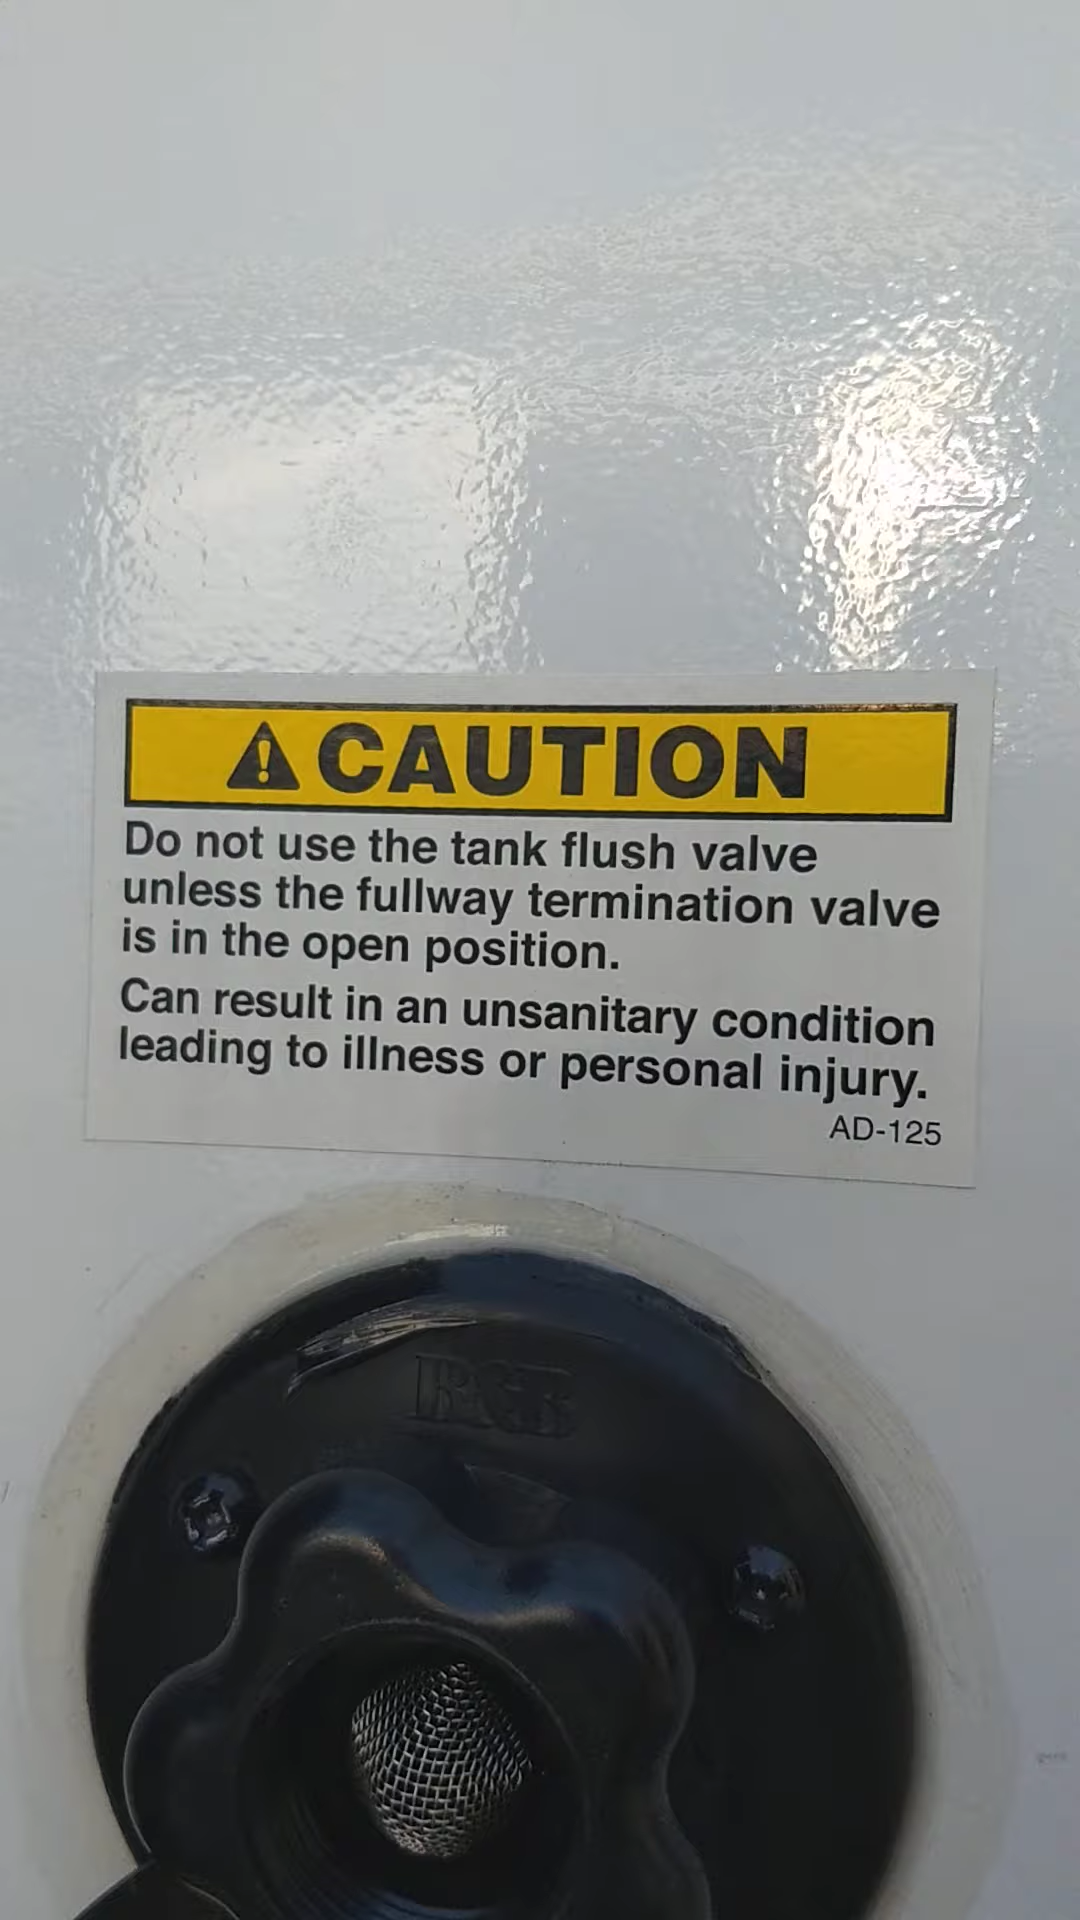 CAUTION
Do not use the tank flush valve
unless the fullway termination valve
is in the open position.
Can result in an unsanitary condition
leading to illness or personal injury.
AD-125